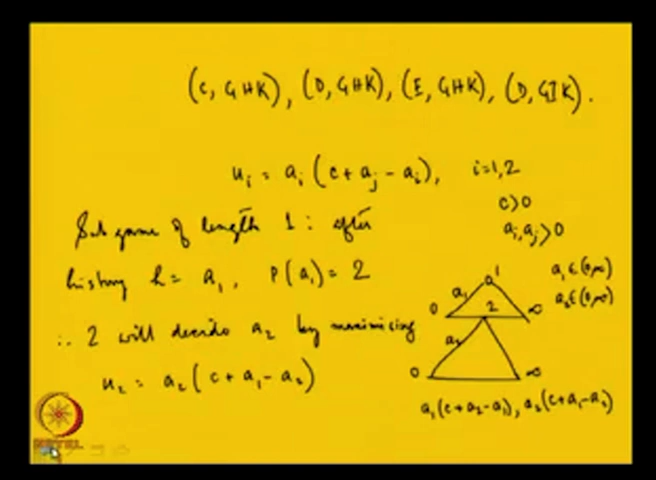 (C, GHK), (D, GHK), (E, GHK), (D, GIK).
u_i = a_i (c + a_j - a_i), i=1,2
c>0
a_i, a_j > 0
Sub game of length 1 : after
history h = a_1, P(a_1) = 2
∴ 2 will decide a_2 by maximising
u_2 = a_2 (c + a_1 - a_2)
1
a_1 ∈ (0,∞)
a_2 ∈ (0,∞)
a_1
0 2 ∞
a_2
0 ∞
a_1(c+a_2-a_1), a_2(c+a_1-a_2)
NPTEL